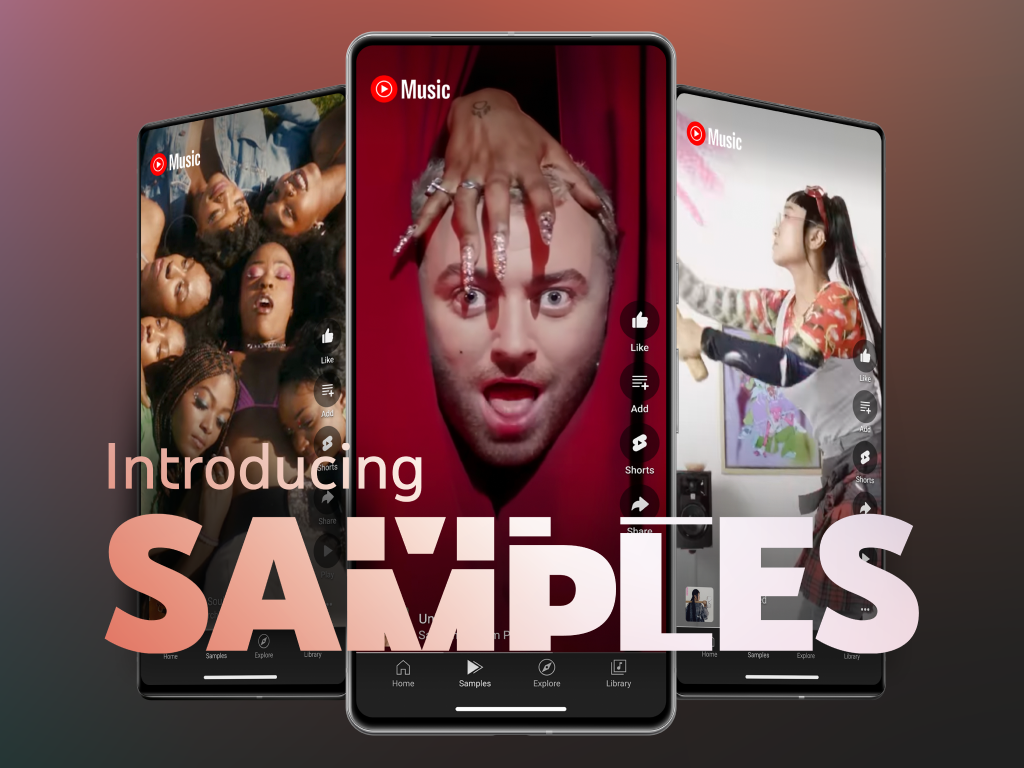 Music
Like
Add
Shorts
Share
Home
Samples
Explore
Library
Music
Like
Add
Shorts
Share
Home
Samples
Explore
Library
Music
Like
Add
Shorts
Home
Samples
Explore
Library
Introducing
SAMPLES